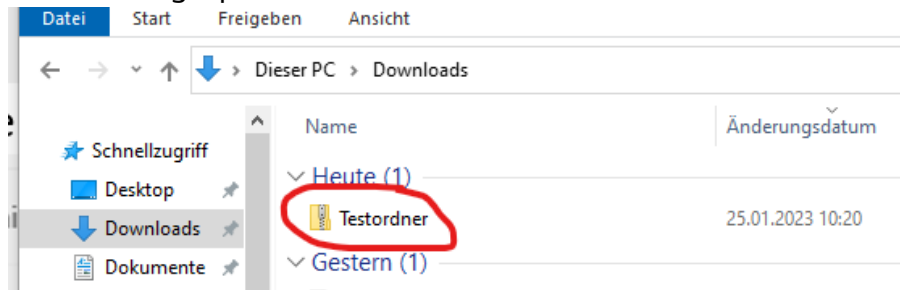 Datei Start Freigeben Ansicht
Dieser PC > Downloads
Name Änderungsdatum
Schnellzugriff
Heute (1)
Desktop
Testordner 25.01.2023 10:20
Downloads
Gestern (1)
Dokumente